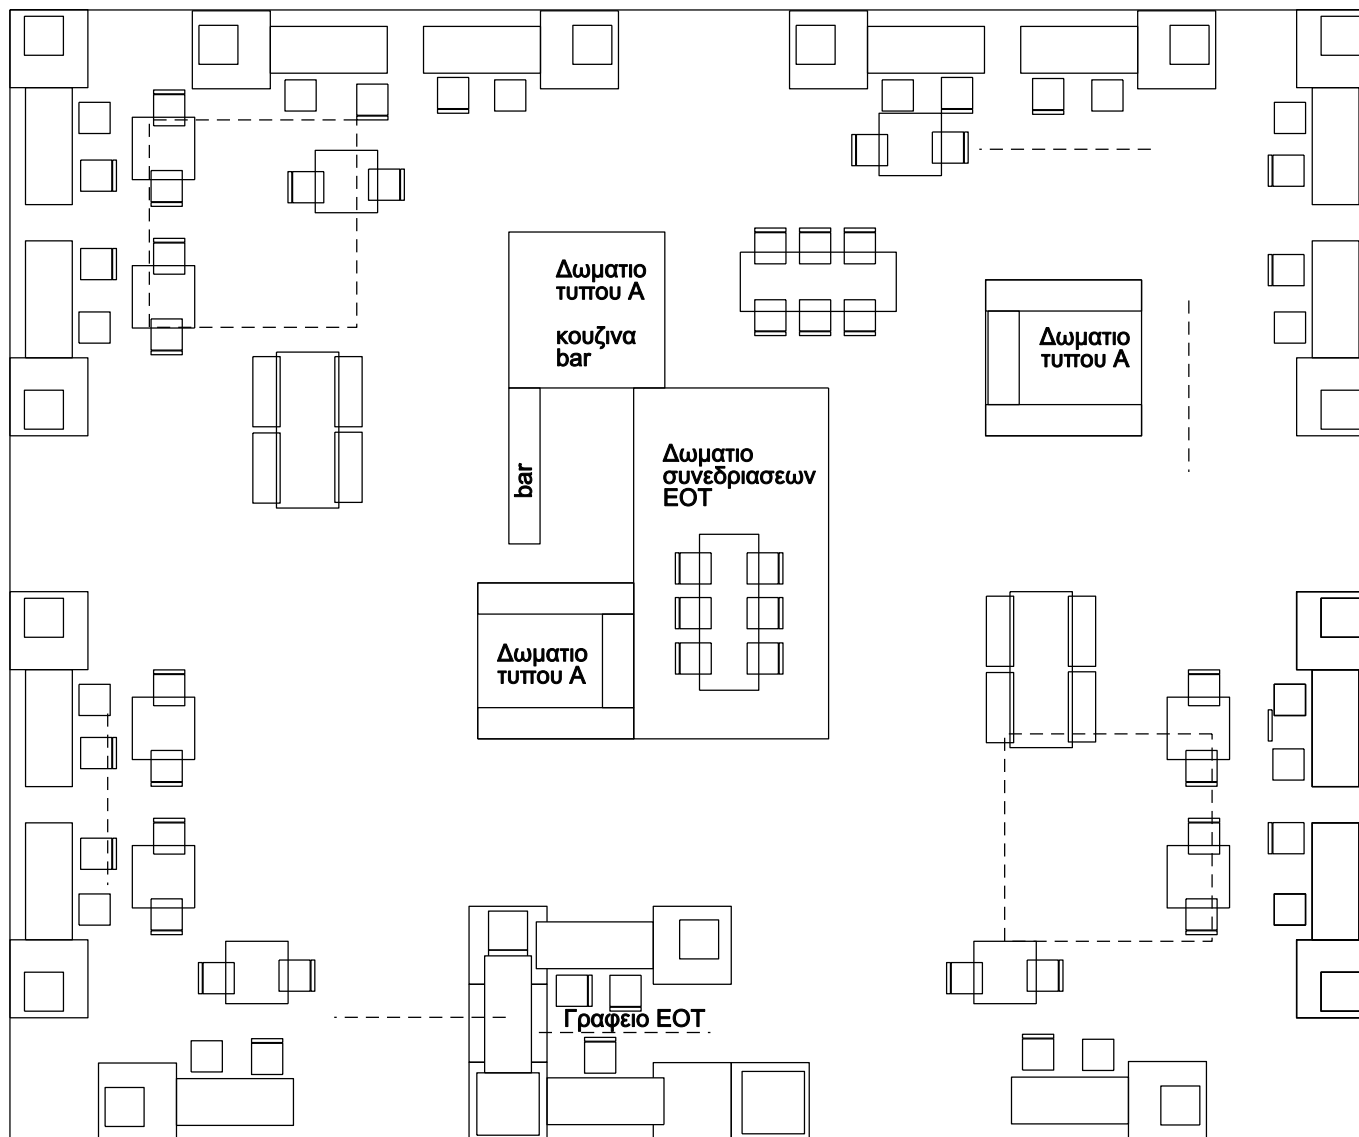 Δωματιο
τυπου Α
κουζινα
bar
Δωματιο
τυπου Α
bar
Δωματιο
συνεδριασεων
ΕΟΤ
Δωματιο
τυπου Α
Γραφειο ΕΟΤ